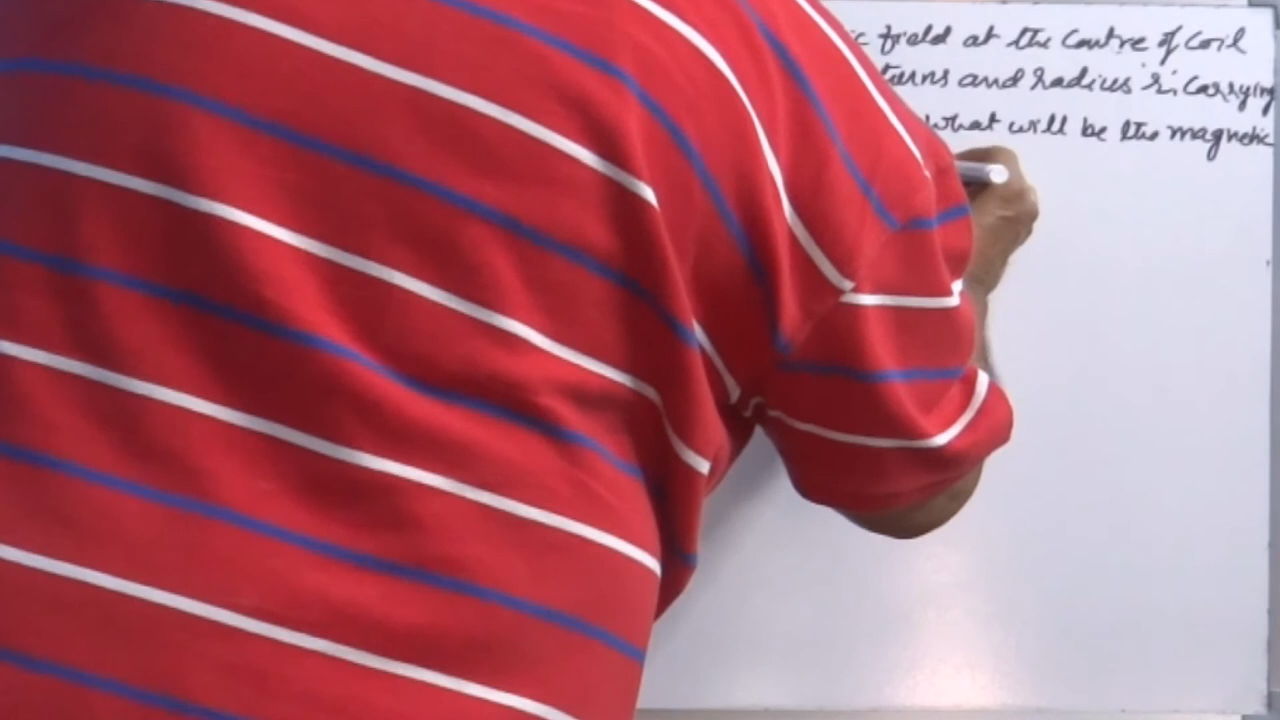 c field at the Centre of Coil
turns and radius 'r' Carrying
What will be the magnetic